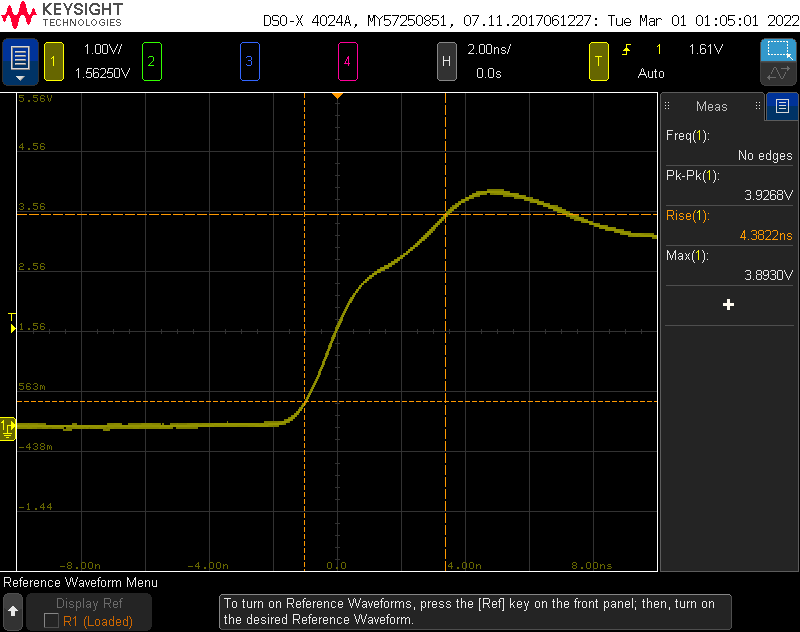 KEYSIGHT
TECHNOLOGIES
DSO-X 4024A, MY57250851, 07.11.2017061227: Tue Mar 01 01:05:01 2022
1 1.00V/ 1.56250V
2
3
4
H 2.00ns/ 0.0s
T 1 1.61V Auto
5.56V
4.56
3.56
2.56
T
1.56
563m
1
-438m
-1.44
-8.00n -4.00n 0.0 4.00n 8.00ns
Meas
Freq(1):
No edges
Pk-Pk(1):
3.9268V
Rise(1):
4.3822ns
Max(1):
3.8930V
Reference Waveform Menu
Display Ref
R1 (Loaded)
To turn on Reference Waveforms, press the [Ref] key on the front panel; then, turn on
the desired Reference Waveform.